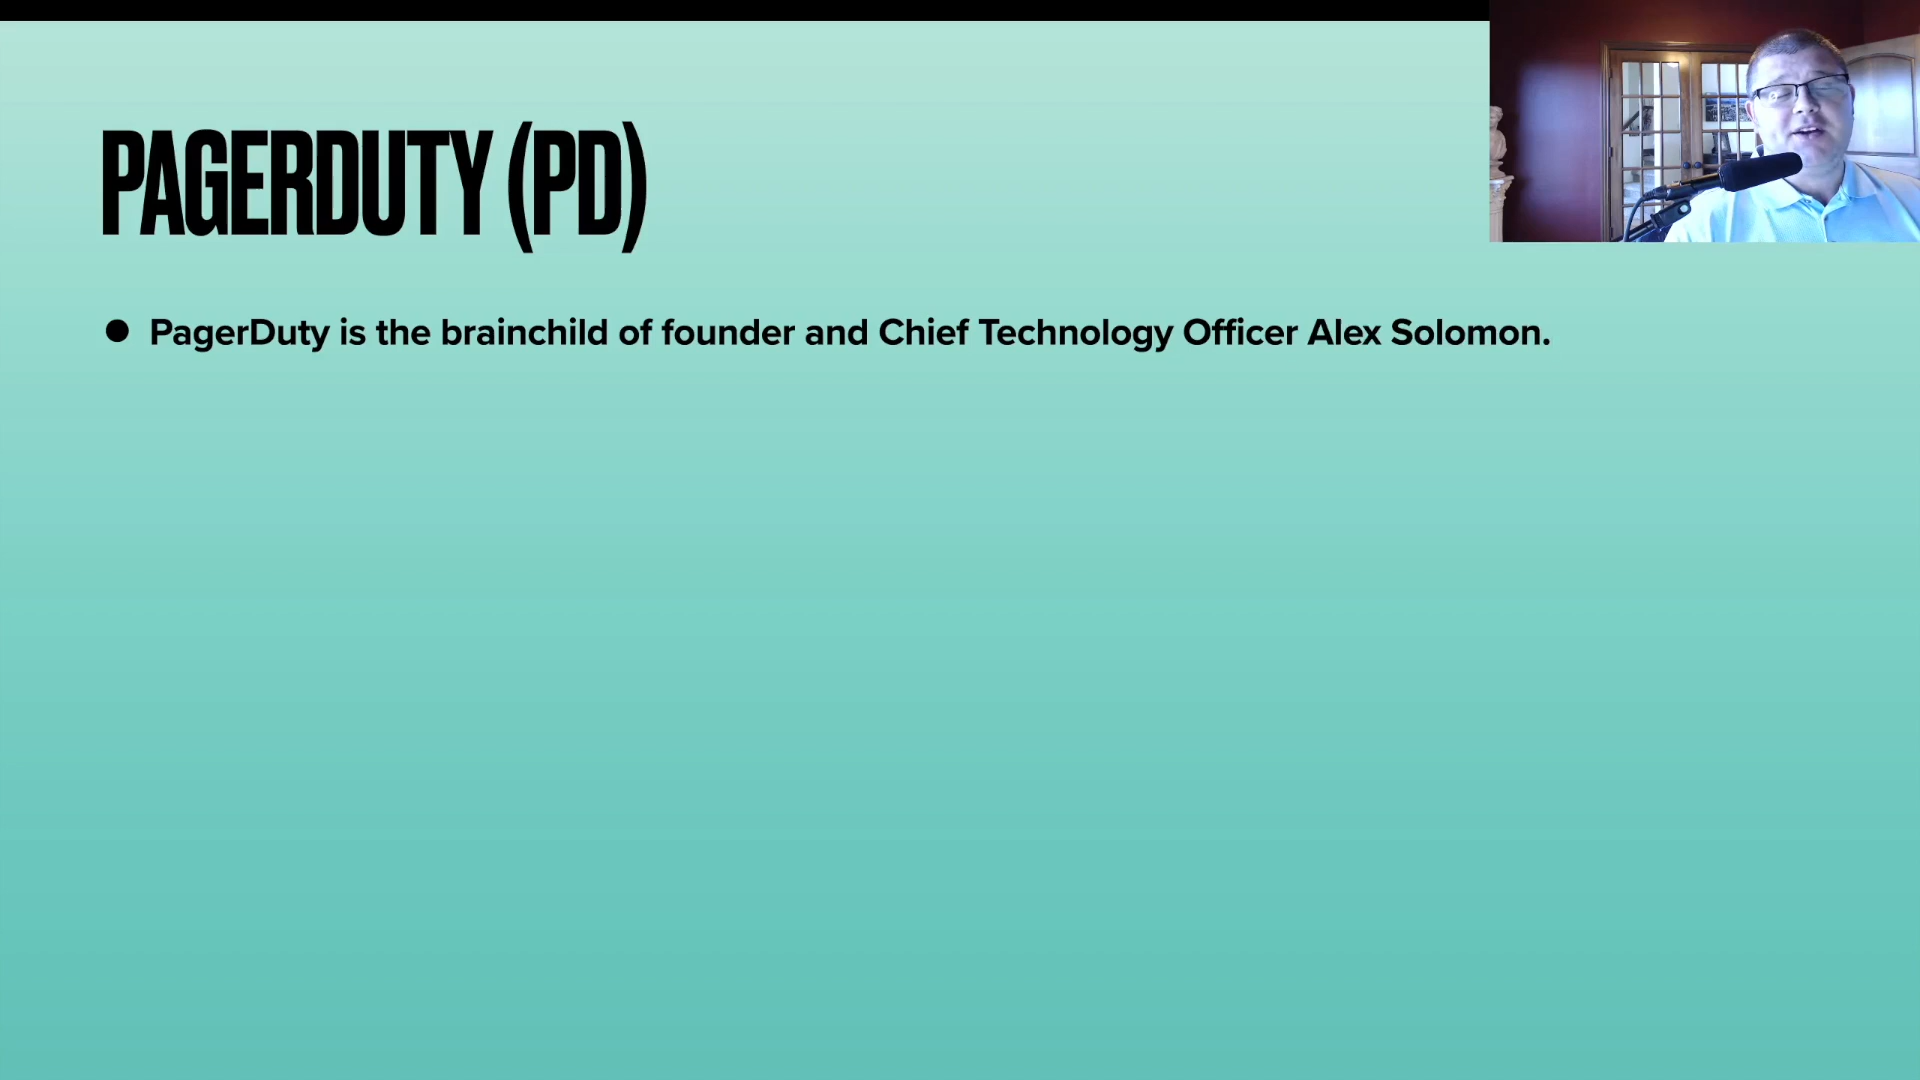 PAGERDUTY (PD)
● PagerDuty is the brainchild of founder and Chief Technology Officer Alex Solomon.